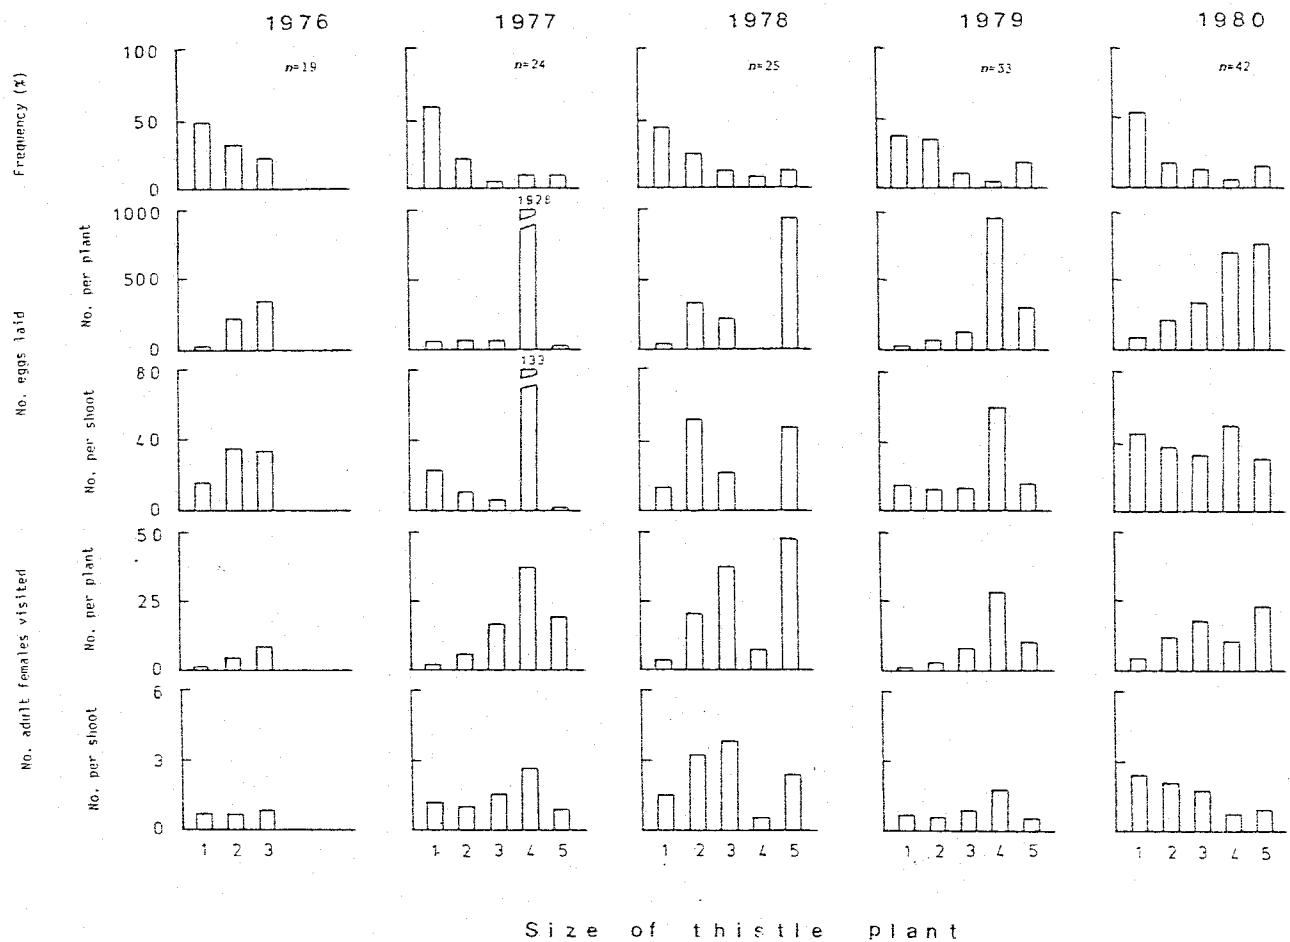 1976 1977 1978 1979 1980
n=19 n=24 n=25 n=33 n=42
Frequency (%)
100
50
0
No. eggs laid
No. per plant
1000
500
0
1928
No. per shoot
80
40
0
133
No. adult females visited
No. per plant
50
25
0
No. per shoot
6
3
0
1 2 3 1 2 3 4 5 1 2 3 4 5 1 2 3 4 5 1 2 3 4 5
Size of thistle plant